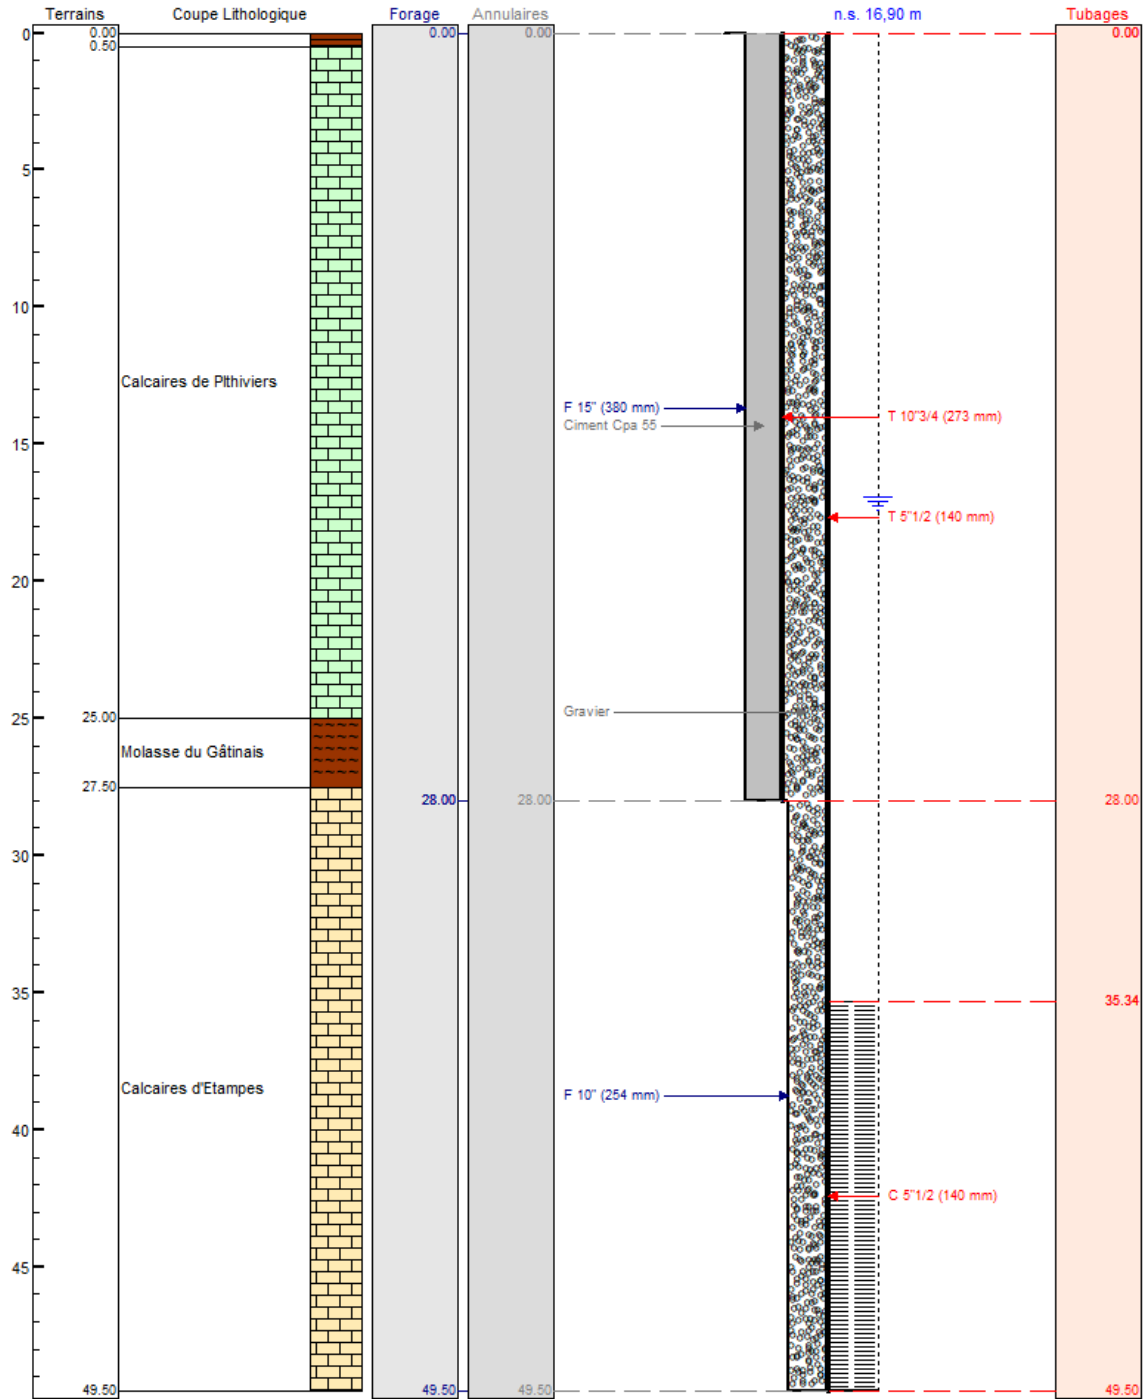 Terrains Coupe Lithologique Forage Annulaires n.s. 16,90 m Tubages
0 0.00 0.00 0.00 0.00
0.50
5
10
Calcaires de PIthiviers
F 15" (380 mm) T 10"3/4 (273 mm)
Ciment Cpa 55
15
T 5"1/2 (140 mm)
20
Gravier
25 25.00
Molasse du Gâtinais
27.50
28.00 28.00 28.00
30
35 35.34
Calcaires d'Etampes F 10" (254 mm)
40
C 5"1/2 (140 mm)
45
49.50 49.50 49.50 49.50